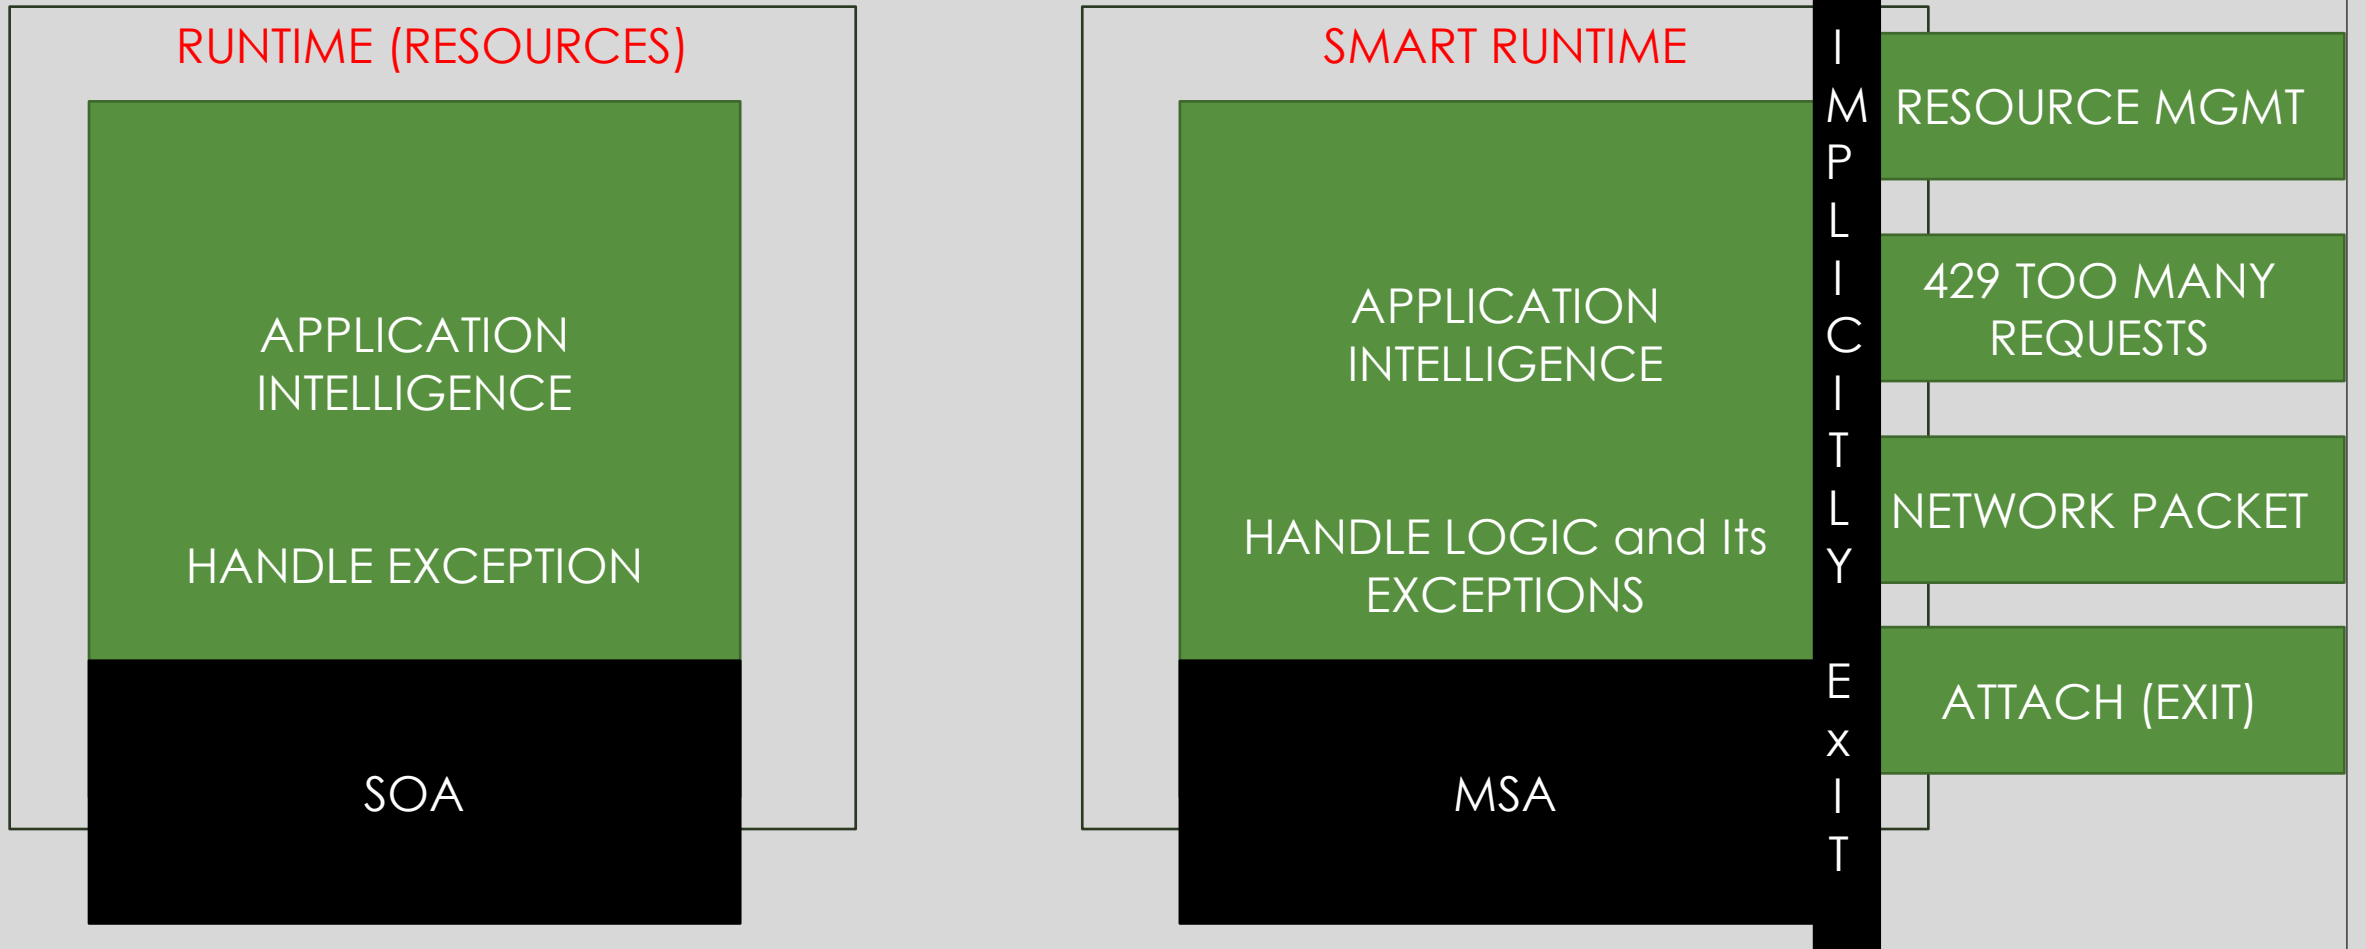 RUNTIME (RESOURCES)
APPLICATION
INTELLIGENCE
HANDLE EXCEPTION
SOA
SMART RUNTIME
APPLICATION
INTELLIGENCE
HANDLE LOGIC and Its
EXCEPTIONS
MSA
I
M
P
L
I
C
I
T
L
Y
E
x
I
T
RESOURCE MGMT
429 TOO MANY
REQUESTS
NETWORK PACKET
ATTACH (EXIT)